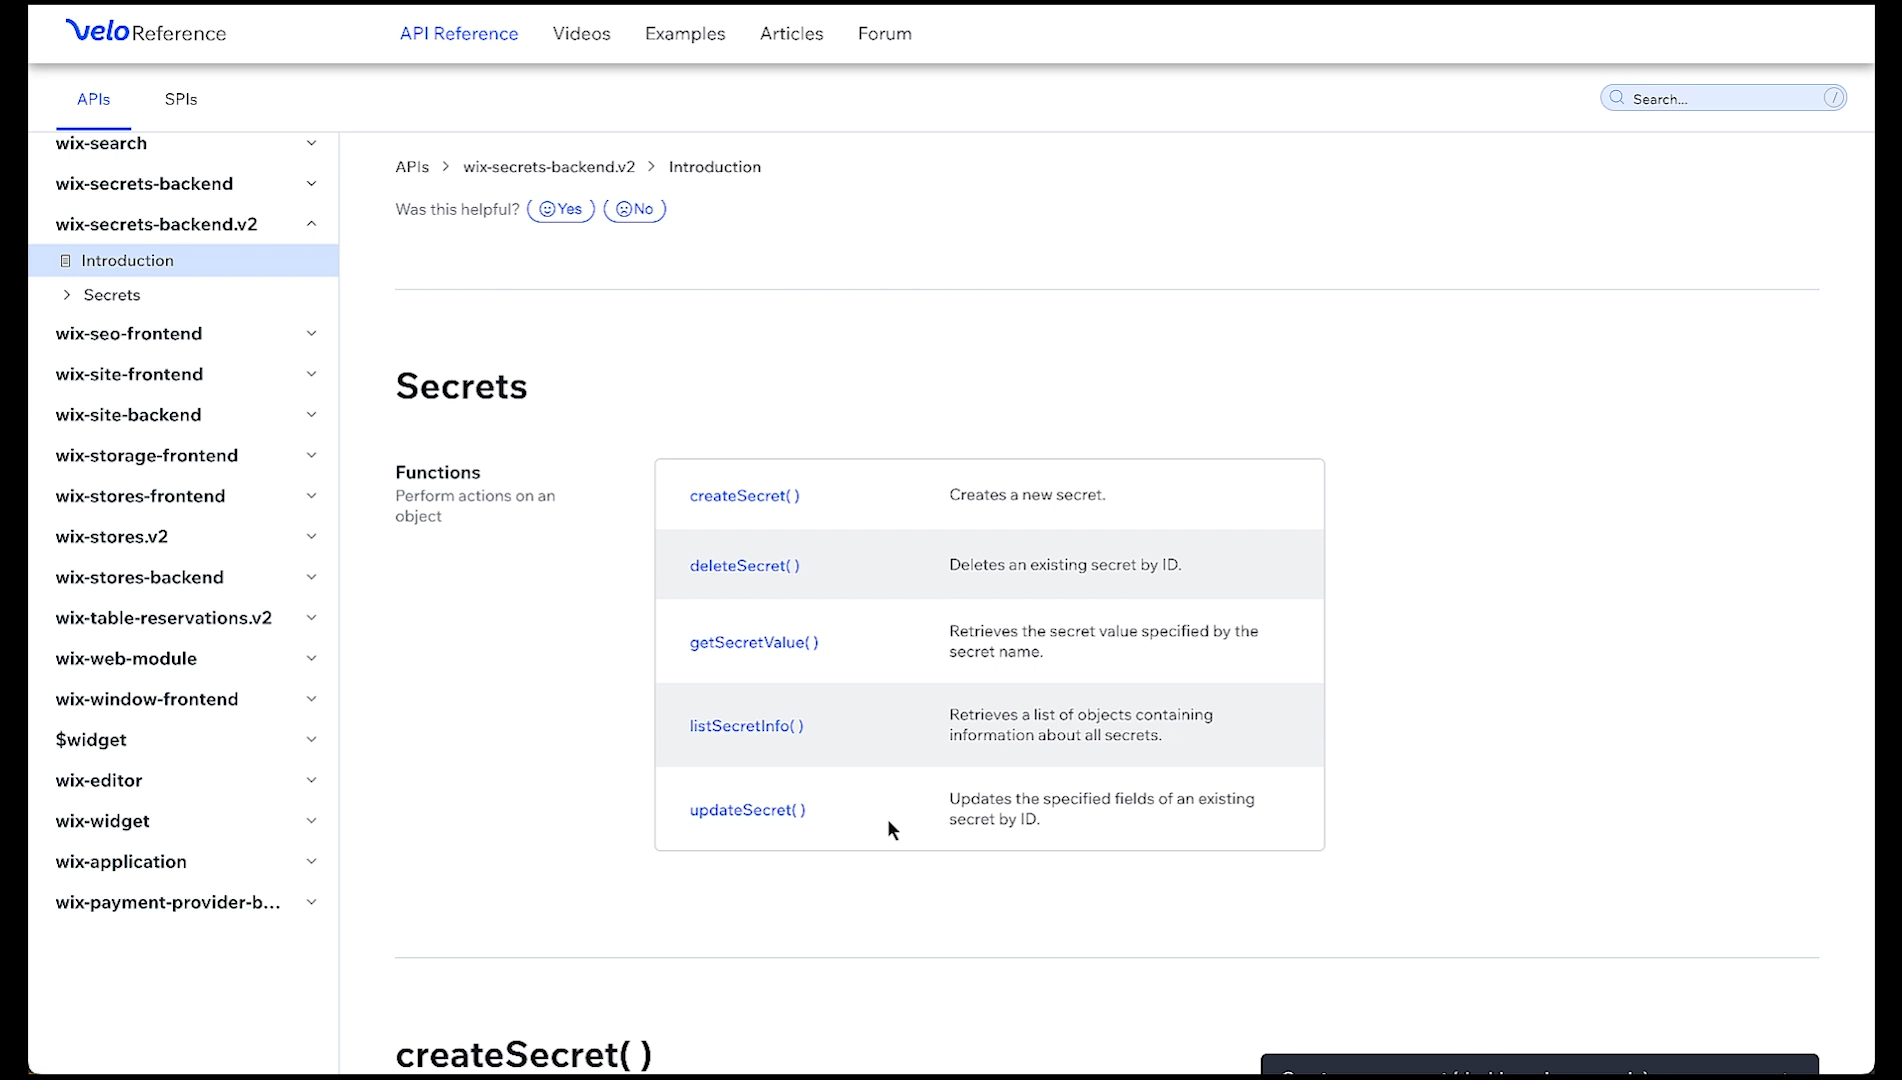 velo Reference
API Reference
Videos
Examples
Articles
Forum
APIs
SPIs
Search...
/
wix-search
wix-secrets-backend
wix-secrets-backend.v2
Introduction
Secrets
wix-seo-frontend
wix-site-frontend
wix-site-backend
wix-storage-frontend
wix-stores-frontend
wix-stores.v2
wix-stores-backend
wix-table-reservations.v2
wix-web-module
wix-window-frontend
$widget
wix-editor
wix-widget
wix-application
wix-payment-provider-b...
APIs > wix-secrets-backend.v2 > Introduction
Was this helpful? Yes No
Secrets
Functions
Perform actions on an
object
createSecret( )
Creates a new secret.
deleteSecret( )
Deletes an existing secret by ID.
getSecretValue( )
Retrieves the secret value specified by the
secret name.
listSecretInfo( )
Retrieves a list of objects containing
information about all secrets.
updateSecret( )
Updates the specified fields of an existing
secret by ID.
createSecret( )